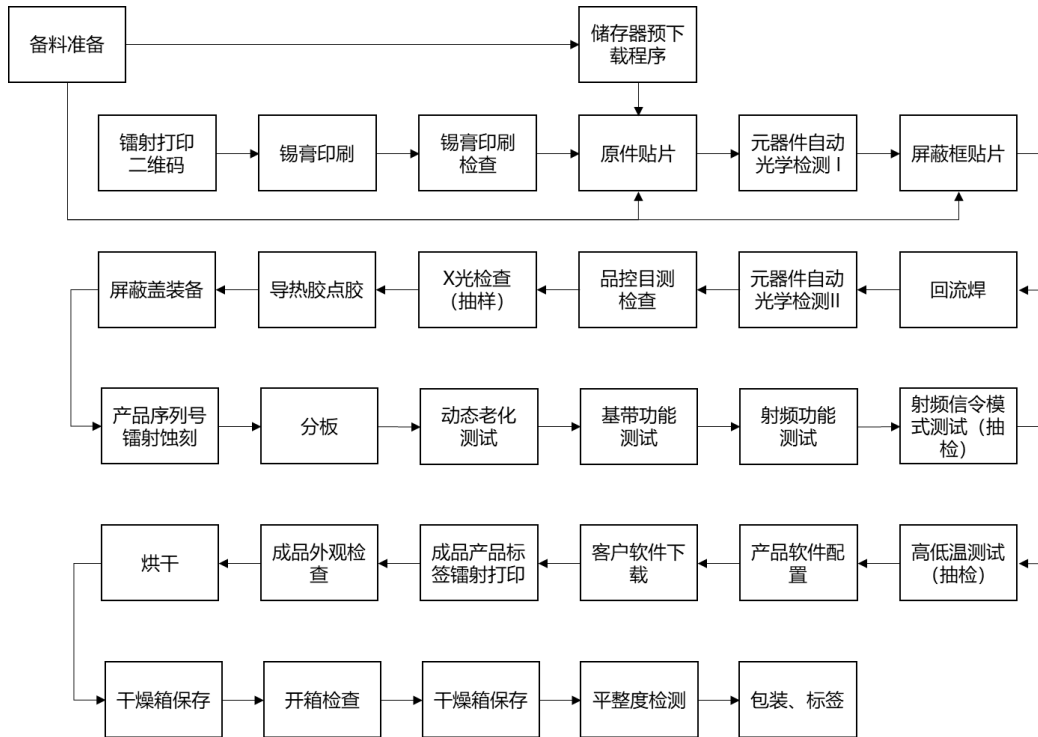 备料准备
储存器预下
载程序
镭射打印
二维码
锡膏印刷
锡膏印刷
检查
原件贴片
元器件自动
光学检测 I
屏蔽框贴片
屏蔽盖装备
导热胶点胶
X光检查
（抽样）
品控目测
检查
元器件自动
光学检测II
回流焊
产品序列号
镭射蚀刻
分板
动态老化
测试
基带功能
测试
射频功能
测试
射频信令模
式测试（抽
检）
烘干
成品外观检
查
成品产品标
签镭射打印
客户软件下
载
产品软件配
置
高低温测试
（抽检）
干燥箱保存
开箱检查
干燥箱保存
平整度检测
包装、标签